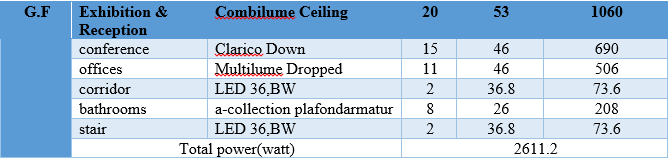 G.F Exhibition & Combilume Ceiling 20 53 1060
Reception
conference Clarico Down 15 46 690
offices Multilume Dropped 11 46 506
corridor LED 36,BW 2 36.8 73.6
bathrooms a-collection plafondarmatur 8 26 208
stair LED 36,BW 2 36.8 73.6
Total power(watt) 2611.2